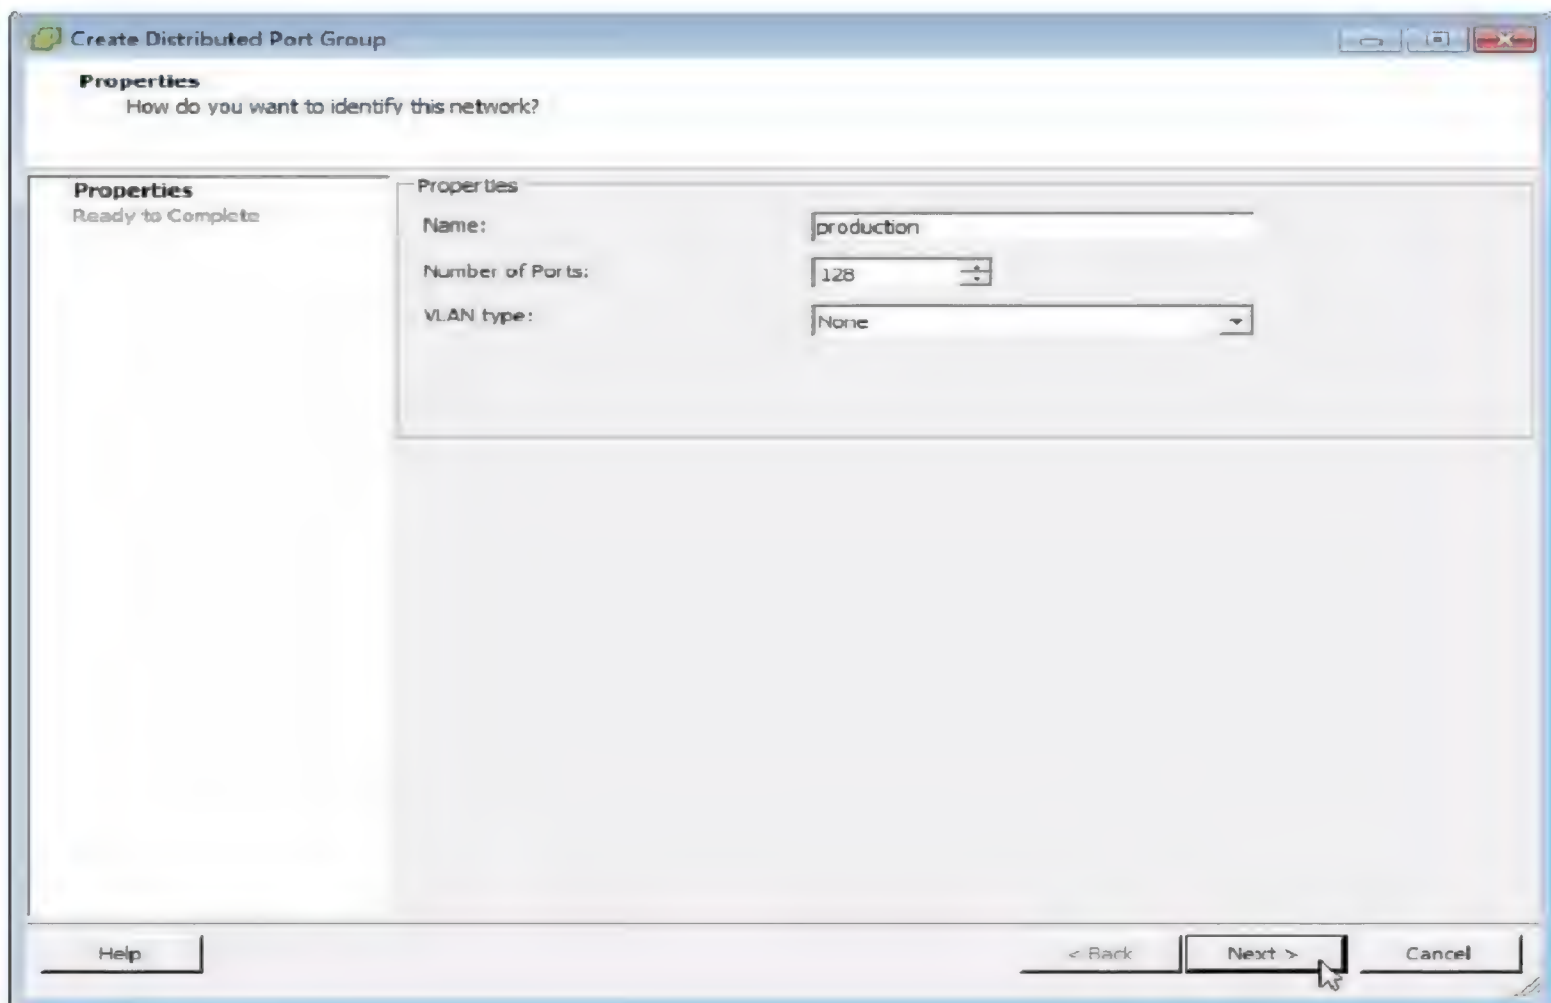 Create Distributed Port Group
Properties
How do you want to identify this network?
Properties
Ready to Complete
Properties
Name:
production
Number of Ports:
128
VLAN type:
None
Help
< Back
Next >
Cancel